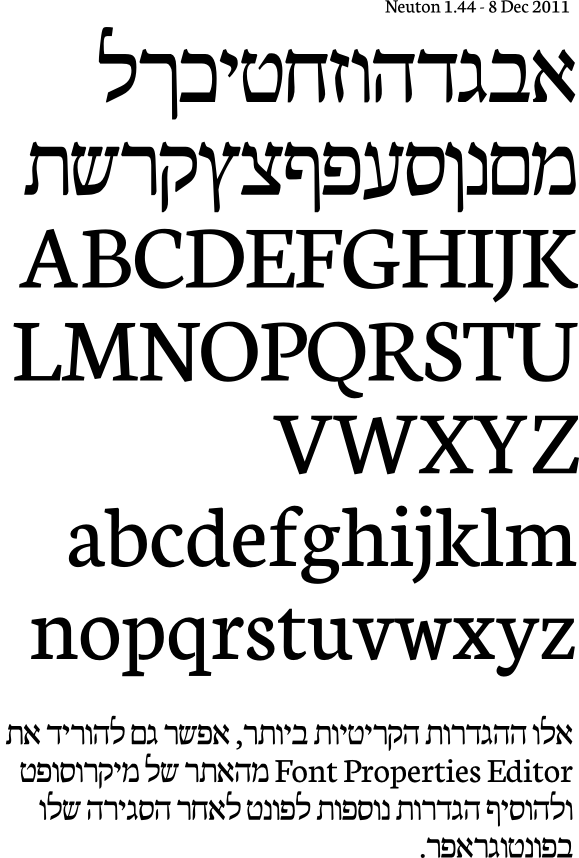 Neuton 1.44 - 8 Dec 2011
אבגדהוזחטיכךל
מםנןסעפףצץקרשת
ABCDEFGHIJK
LMNOPQRSTU
VWXYZ
abcdefghijklm
nopqrstuvwxyz
אלו ההגדרות הקריטיות ביותר, אפשר גם להוריד את
Font Properties Editor מהאתר של מיקרוסופט
ולהוסיף הגדרות נוספות לפונט לאחר הסגירה שלו
בפונטוגראפר.